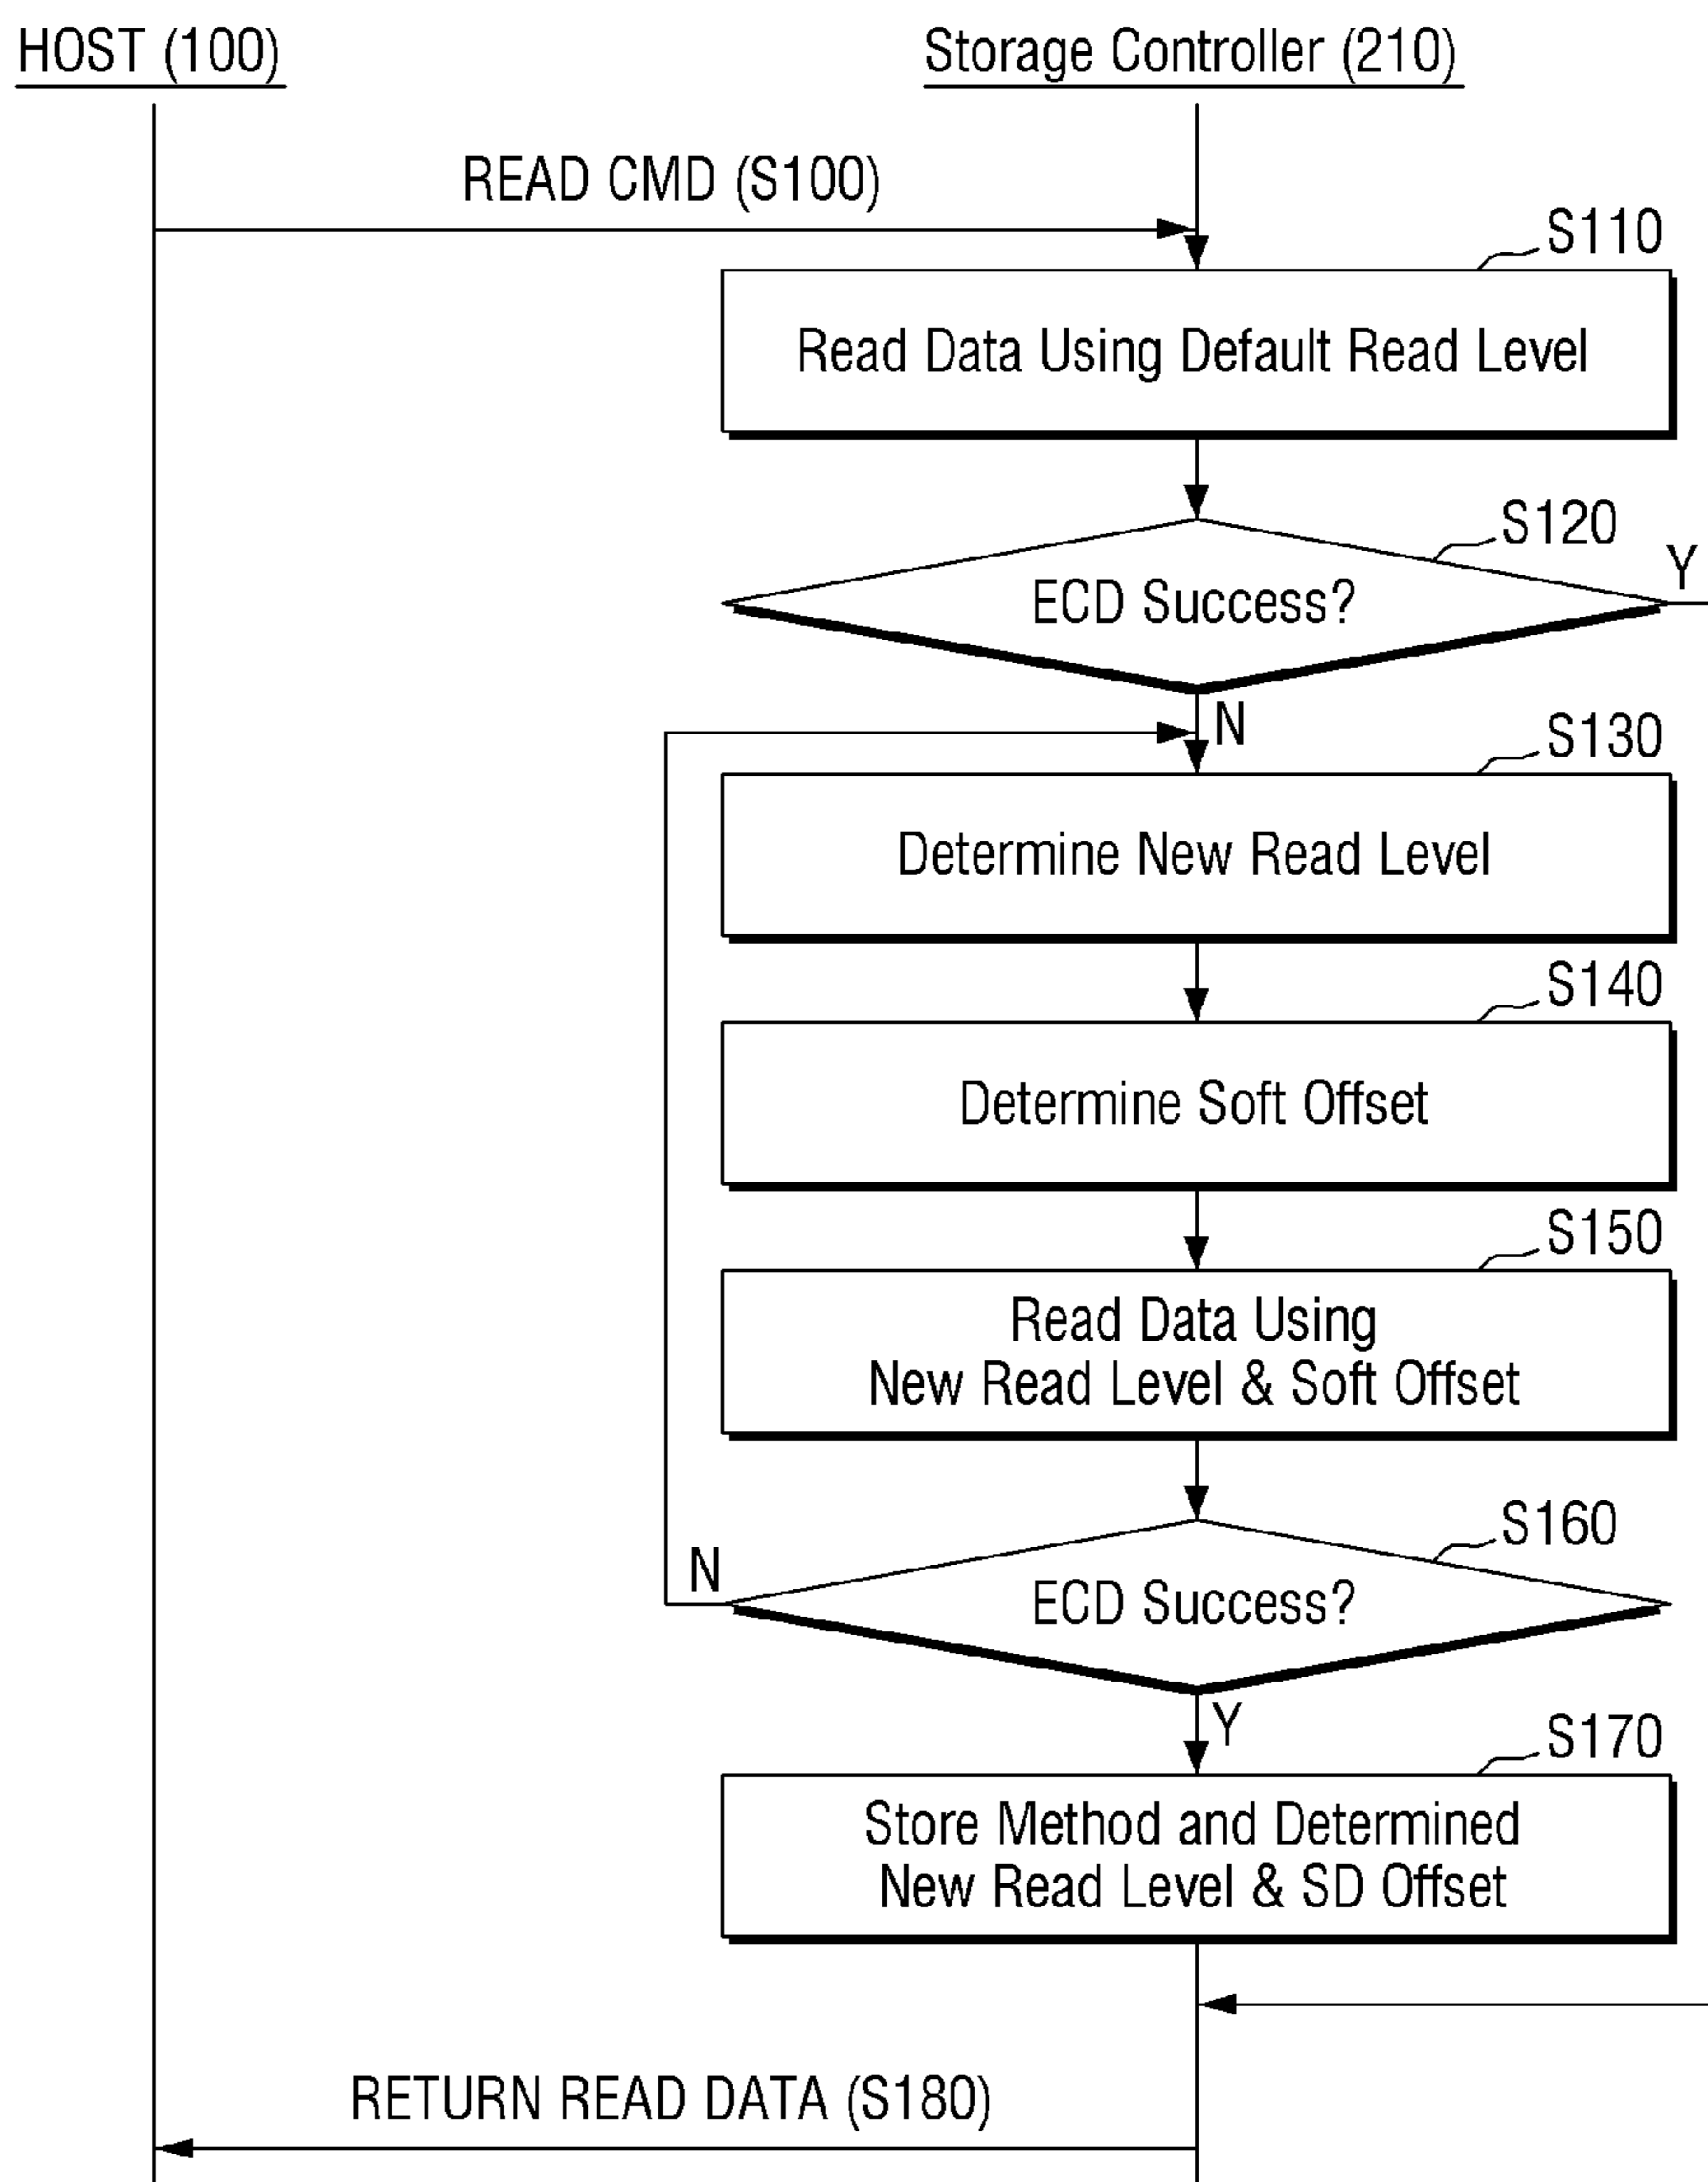 HOST (100)
Storage Controller (210)
READ CMD (S100)
S110
Read Data Using Default Read Level
S120
ECD Success?
Y
N
S130
Determine New Read Level
S140
Determine Soft Offset
S150
Read Data Using
New Read Level & Soft Offset
S160
ECD Success?
N
Y
S170
Store Method and Determined
New Read Level & SD Offset
RETURN READ DATA (S180)